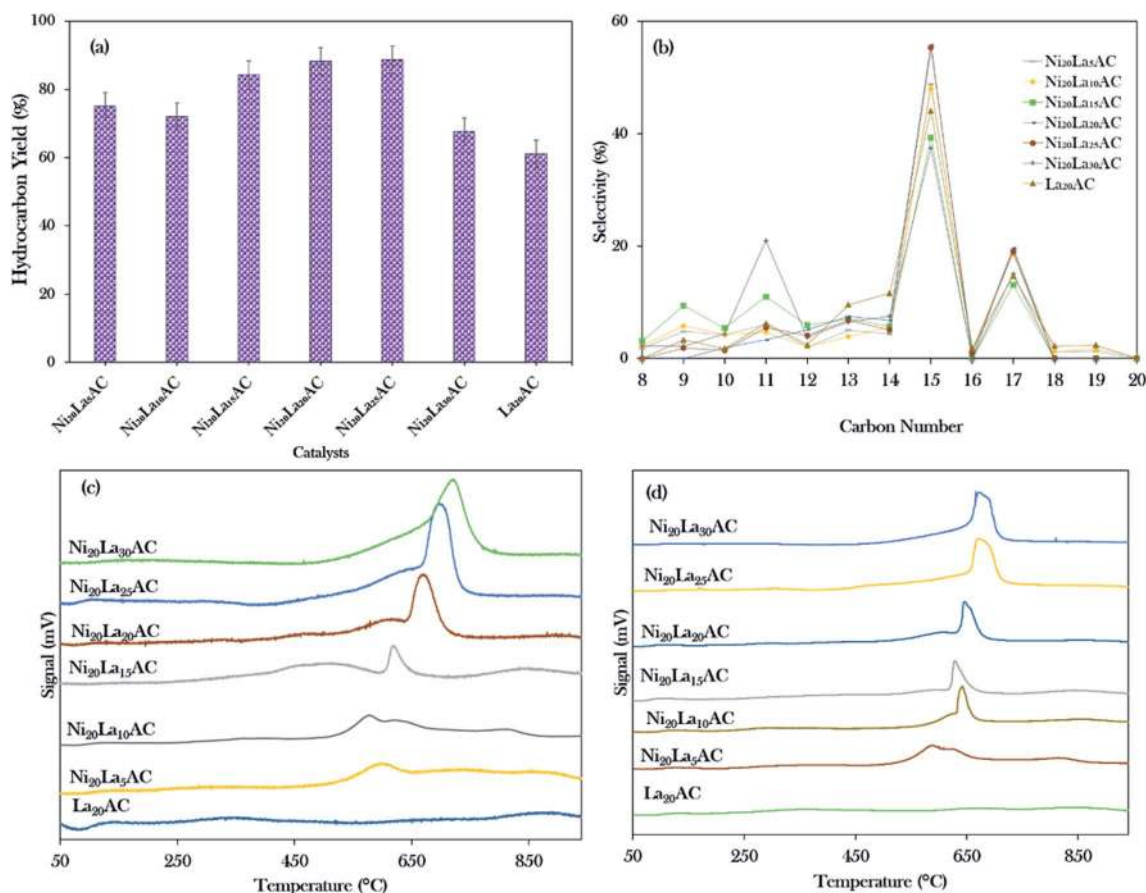 (a)
Hydrocarbon Yield (%)
100
80
60
40
20
0
Ni₂₀La₅AC
Ni₂₀La₁₀AC
Ni₂₀La₁₅AC
Ni₂₀La₂₀AC
Ni₂₀La₂₅AC
Ni₂₀La₃₀AC
La₂₀AC
Catalysts
(b)
Selectivity (%)
60
40
20
0
Ni₂₀La₅AC
Ni₂₀La₁₀AC
Ni₂₀La₁₅AC
Ni₂₀La₂₀AC
Ni₂₀La₂₅AC
Ni₂₀La₃₀AC
La₂₀AC
8 9 10 11 12 13 14 15 16 17 18 19 20
Carbon Number
(c)
Signal (mV)
Ni₂₀La₃₀AC
Ni₂₀La₂₅AC
Ni₂₀La₂₀AC
Ni₂₀La₁₅AC
Ni₂₀La₁₀AC
Ni₂₀La₅AC
La₂₀AC
50 250 450 650 850
Temperature (°C)
(d)
Signal (mV)
Ni₂₀La₃₀AC
Ni₂₀La₂₅AC
Ni₂₀La₂₀AC
Ni₂₀La₁₅AC
Ni₂₀La₁₀AC
Ni₂₀La₅AC
La₂₀AC
50 250 450 650 850
Temperature (°C)